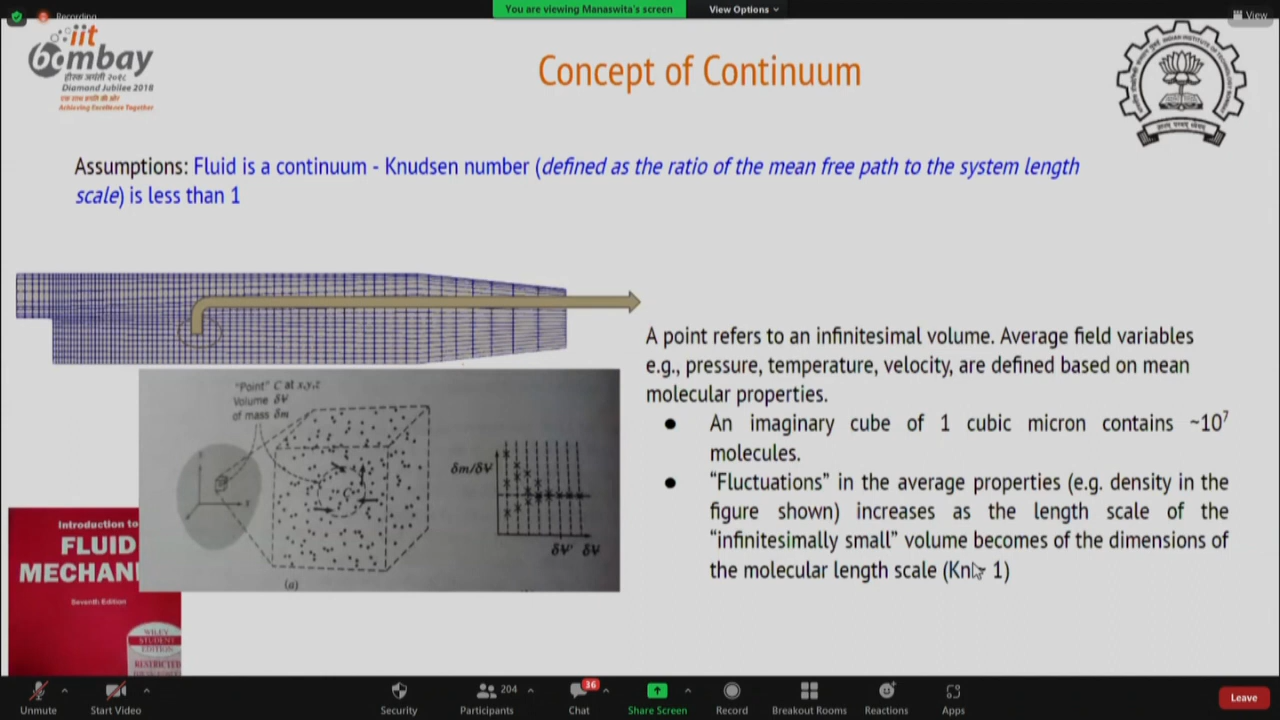 Recording
You are viewing Manaswita's screen
View Options
View
iit
bombay
हीरक जयंती २०१८
Diamond Jubilee 2018
Achieving Excellence Together
Concept of Continuum
Assumptions: Fluid is a continuum - Knudsen number (defined as the ratio of the mean free path to the system length
scale) is less than 1
A point refers to an infinitesimal volume. Average field variables
e.g., pressure, temperature, velocity, are defined based on mean
molecular properties.
● An imaginary cube of 1 cubic micron contains ~10⁷
molecules.
● “Fluctuations” in the average properties (e.g. density in the
figure shown) increases as the length scale of the
“infinitesimally small” volume becomes of the dimensions of
the molecular length scale (Kn > 1)
"Point" C at x,y,z
Volume δV
of mass δm
C
δm/δV
δV' δV
(a)
Introduction to
FLUID
MECHANI
Seventh Edition
WILEY
STUDENT
EDITION
RESTRICTED
Unmute
Start Video
Security
Participants
204
Chat
36
Share Screen
Record
Breakout Rooms
Reactions
Apps
Leave